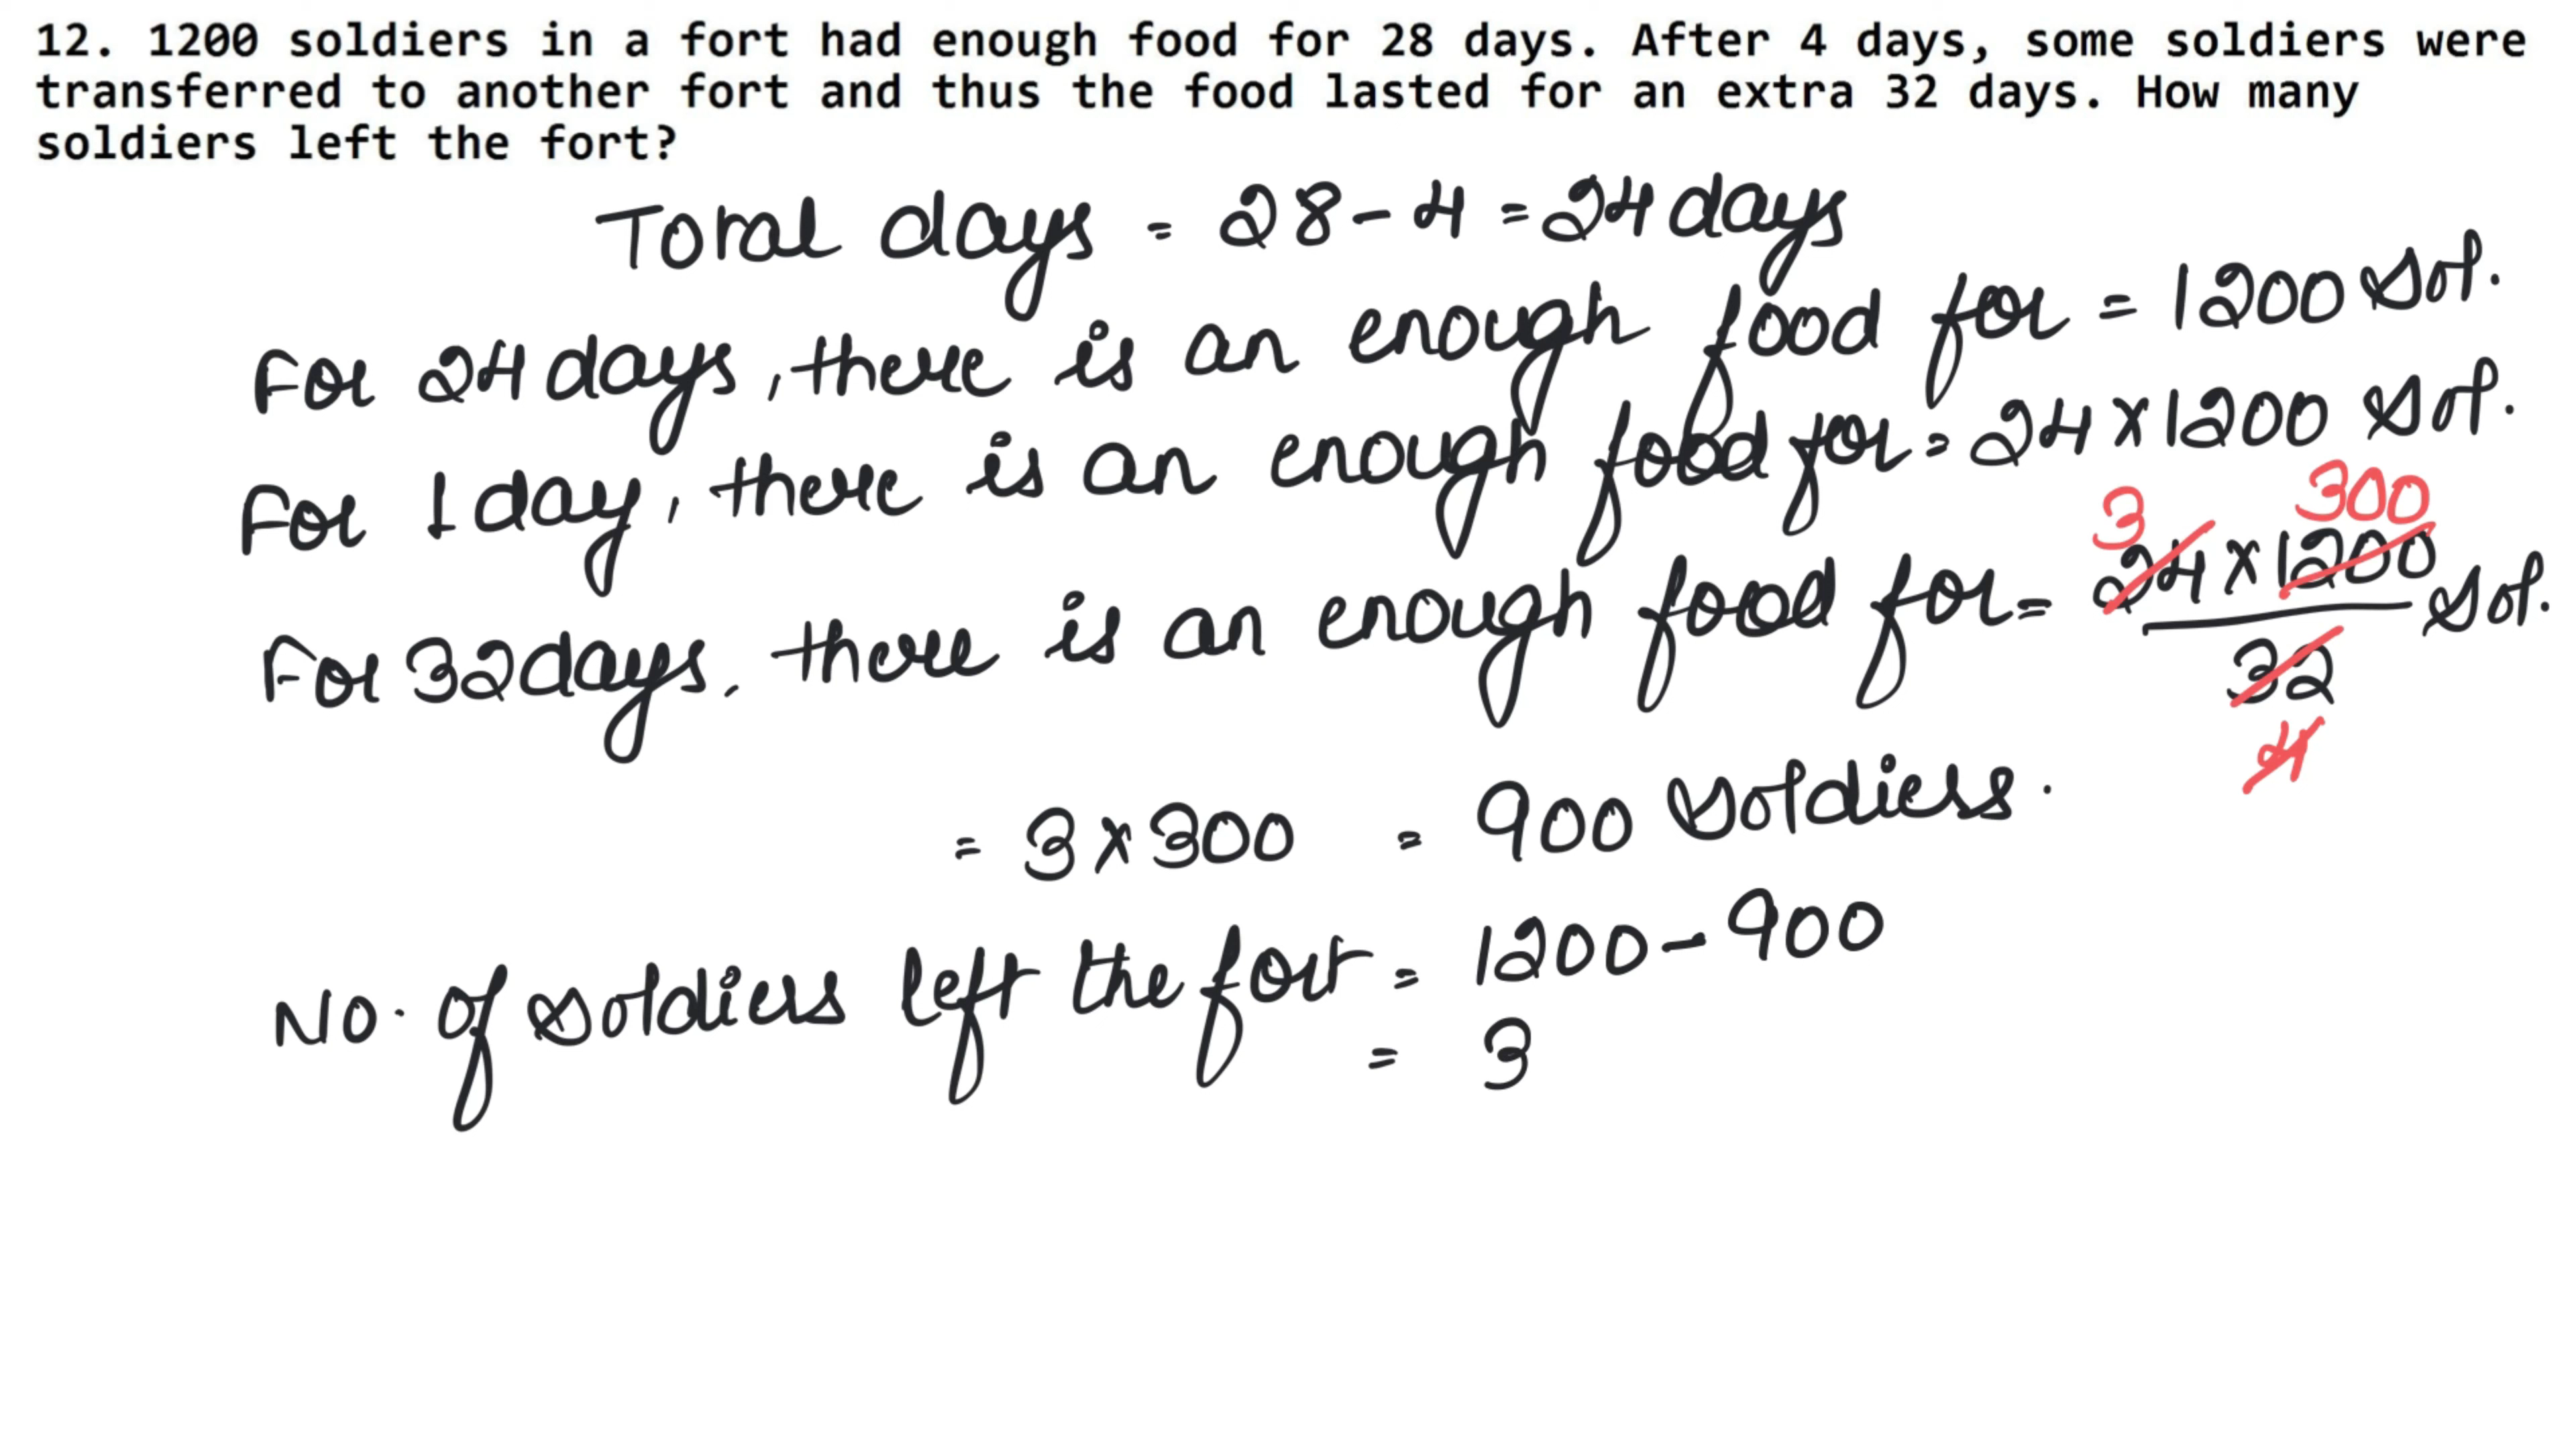 12. 1200 soldiers in a fort had enough food for 28 days. After 4 days, some soldiers were
transferred to another fort and thus the food lasted for an extra 32 days. How many
soldiers left the fort?
Total days = 28 - 4 = 24 days
For 24 days, there is an enough food for = 1200 sol.
For 1 day, there is an enough food for = 24 x 1200 sol.
3 300
For 32 days, there is an enough food for = 24 x 1200 sol.
32
4
= 3 x 300 = 900 soldiers.
No. of soldiers left the fort = 1200 - 900
= 3